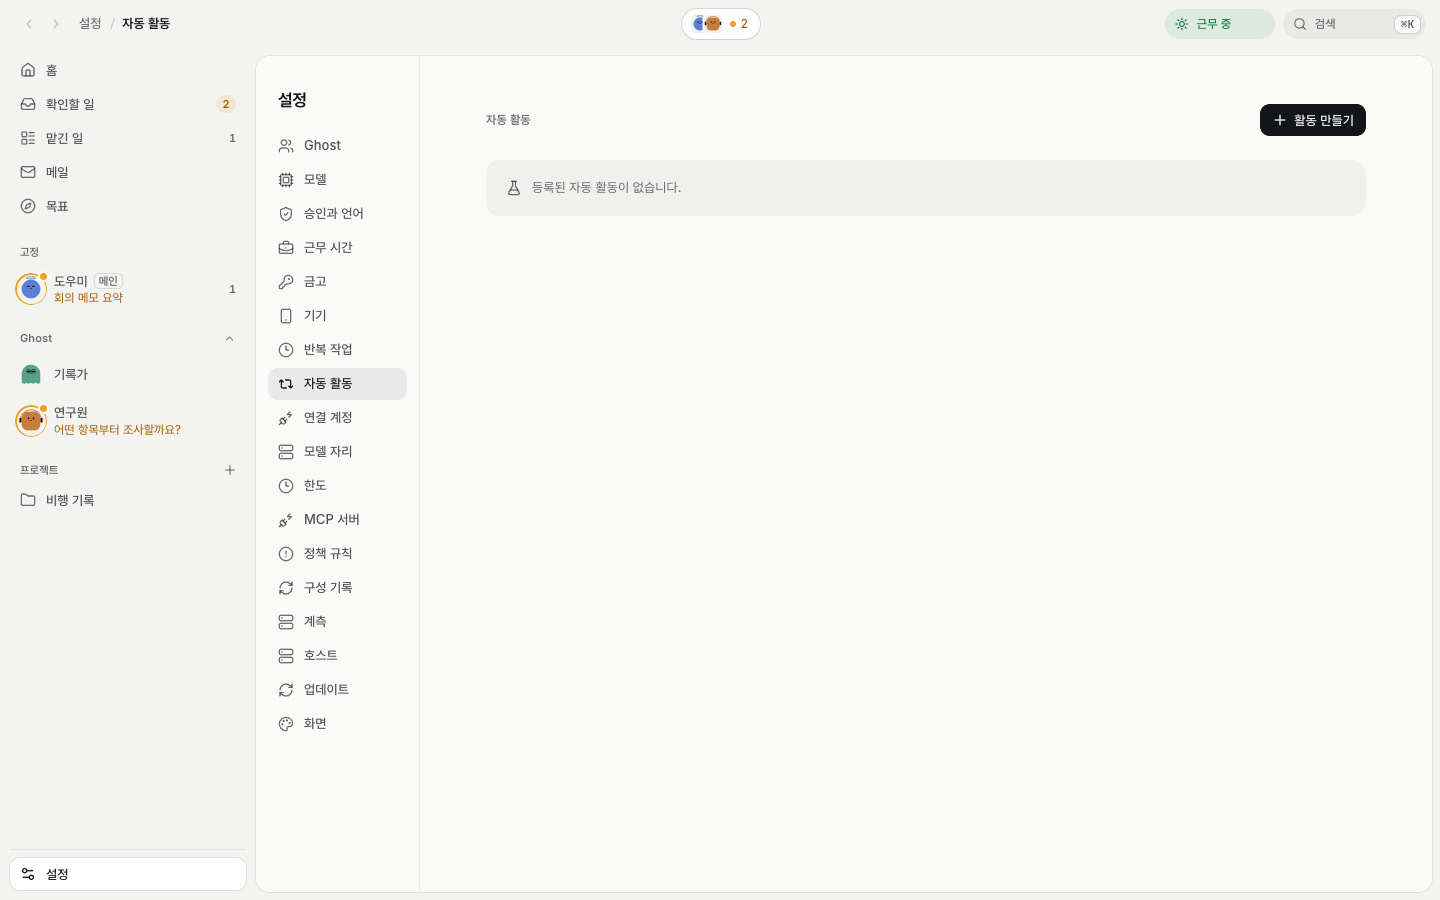 설정 / 자동 활동
2
근무 중
검색
⌘K
홈
확인할 일
2
맡긴 일
1
메일
목표
고정
도우미
메인
회의 메모 요약
1
Ghost
기록가
연구원
어떤 항목부터 조사할까요?
프로젝트
비행 기록
설정
설정
Ghost
모델
승인과 언어
근무 시간
금고
기기
반복 작업
자동 활동
연결 계정
모델 자리
한도
MCP 서버
정책 규칙
구성 기록
계측
호스트
업데이트
화면
자동 활동
활동 만들기
등록된 자동 활동이 없습니다.